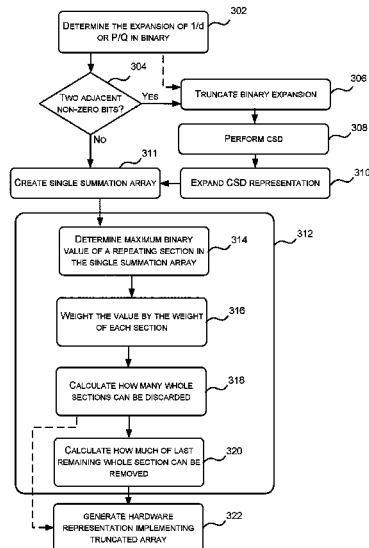 DETERMINE THE EXPANSION OF 1/d
OR P/Q IN BINARY
302
304
TWO ADJACENT
NON-ZERO BITS?
YES
NO
TRUNCATE BINARY EXPANSION
306
PERFORM CSD
308
311
CREATE SINGLE SUMMATION ARRAY
EXPAND CSD REPRESENTATION
310
312
DETERMINE MAXIMUM BINARY
VALUE OF A REPEATING SECTION IN
THE SINGLE SUMMATION ARRAY
314
WEIGHT THE VALUE BY THE WEIGHT
OF EACH SECTION
316
CALCULATE HOW MANY WHOLE
SECTIONS CAN BE DISCARDED
318
CALCULATE HOW MUCH OF LAST
REMAINING WHOLE SECTION CAN BE
REMOVED
320
GENERATE HARDWARE
REPRESENTATION IMPLEMENTING
TRUNCATED ARRAY
322